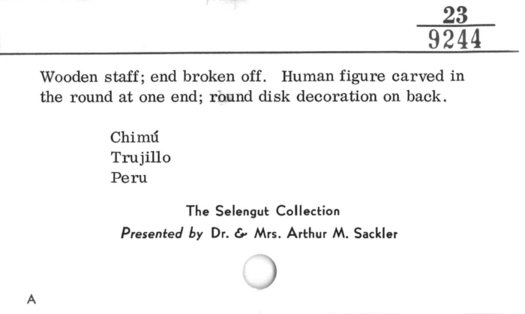 23
9244
Wooden staff; end broken off. Human figure carved in
the round at one end; round disk decoration on back.
Chimú
Trujillo
Peru
The Selengut Collection
Presented by Dr. & Mrs. Arthur M. Sackler
A